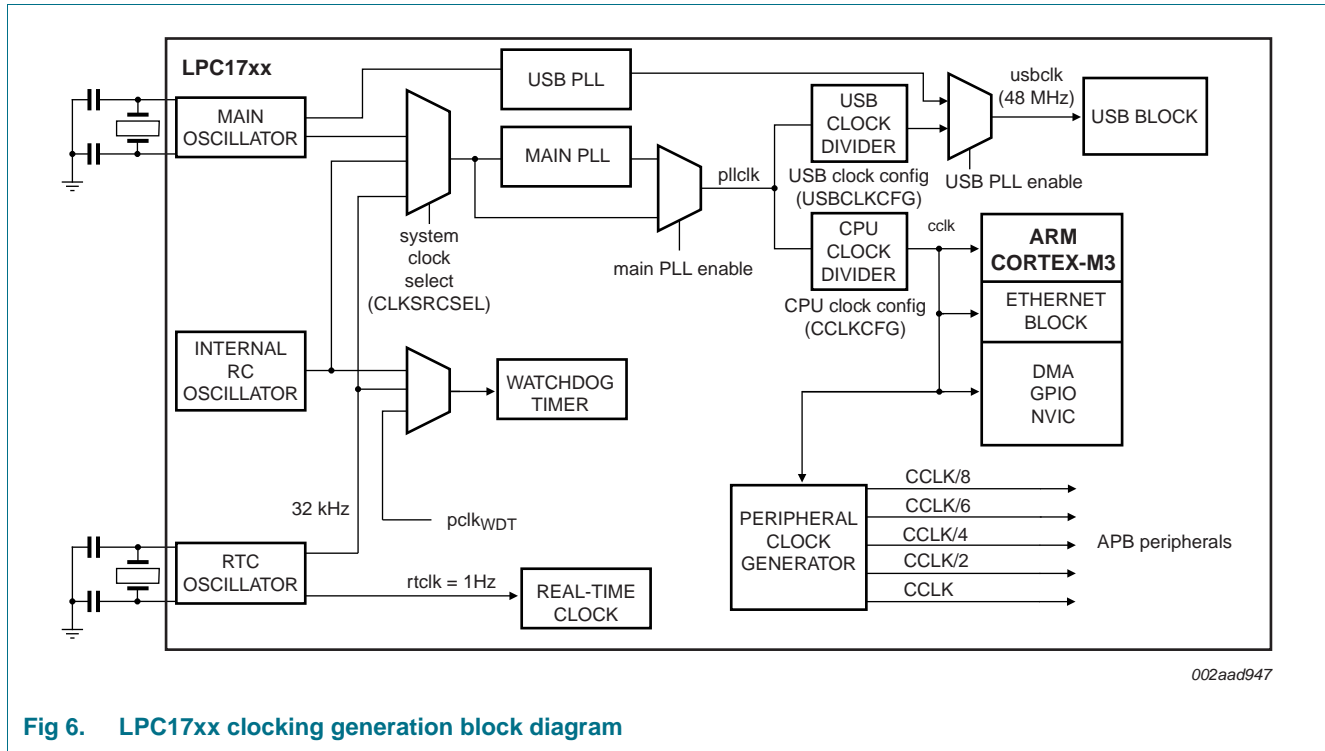 LPC17xx
MAIN
OSCILLATOR
USB PLL
MAIN PLL
system
clock
select
(CLKSRCSEL)
main PLL enable
pllclk
USB
CLOCK
DIVIDER
USB clock config
(USBCLKCFG)
usbclk
(48 MHz)
USB BLOCK
USB PLL enable
CPU
CLOCK
DIVIDER
CPU clock config
(CCLKCFG)
cclk
ARM
CORTEX-M3
ETHERNET
BLOCK
DMA
GPIO
NVIC
INTERNAL
RC
OSCILLATOR
WATCHDOG
TIMER
32 kHz
pclkWDT
RTC
OSCILLATOR
rtclk = 1Hz
REAL-TIME
CLOCK
PERIPHERAL
CLOCK
GENERATOR
CCLK/8
CCLK/6
CCLK/4
CCLK/2
CCLK
APB peripherals
002aad947
Fig 6. LPC17xx clocking generation block diagram